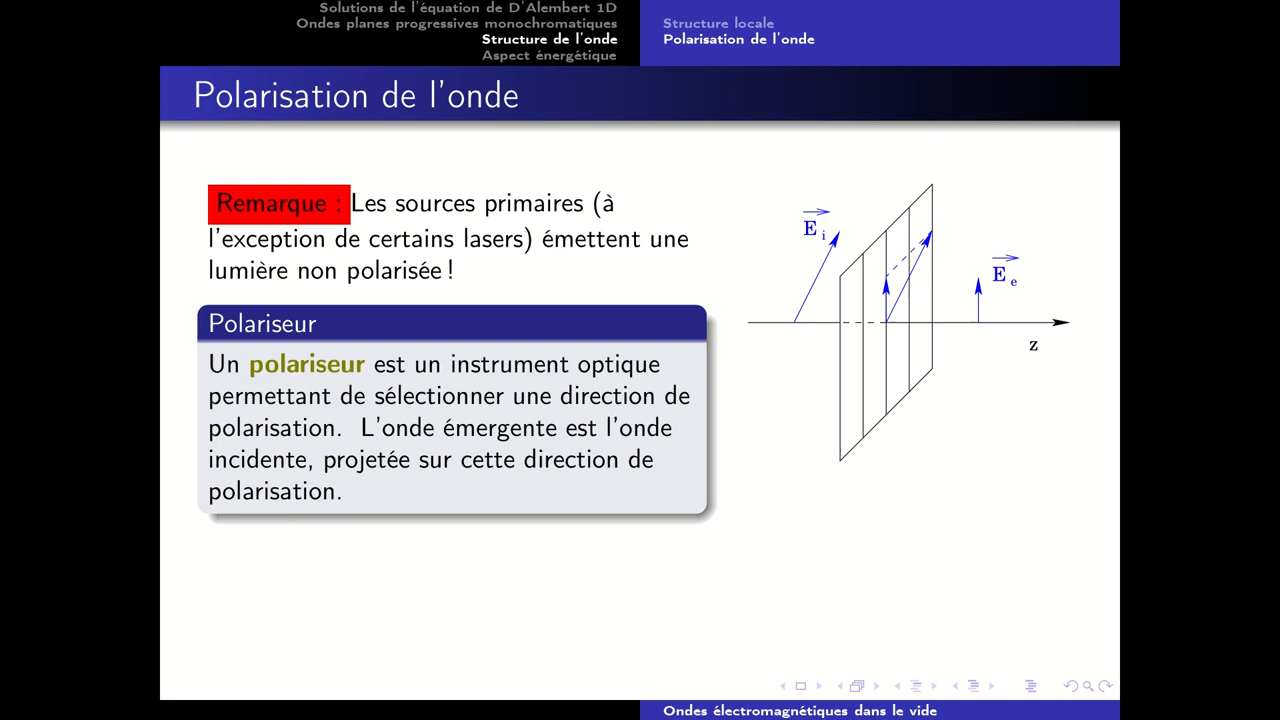 Solutions de l'équation de D'Alembert 1D
Ondes planes progressives monochromatiques
Structure de l'onde
Aspect énergétique
Structure locale
Polarisation de l'onde
Polarisation de l'onde
Remarque : Les sources primaires (à
l'exception de certains lasers) émettent une
lumière non polarisée !
Polariseur
Un polariseur est un instrument optique
permettant de sélectionner une direction de
polarisation. L'onde émergente est l'onde
incidente, projetée sur cette direction de
polarisation.
E i
E e
z
Ondes électromagnétiques dans le vide